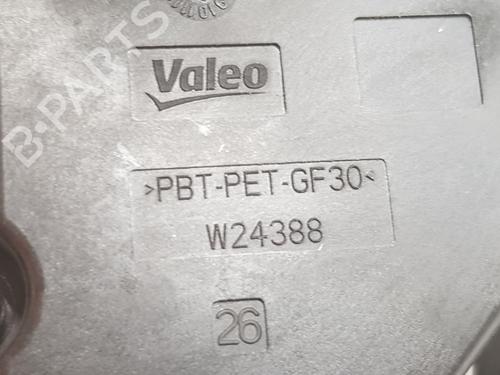 Valeo
>PBT-PET-GF30<
W24388
26
B-PARTS